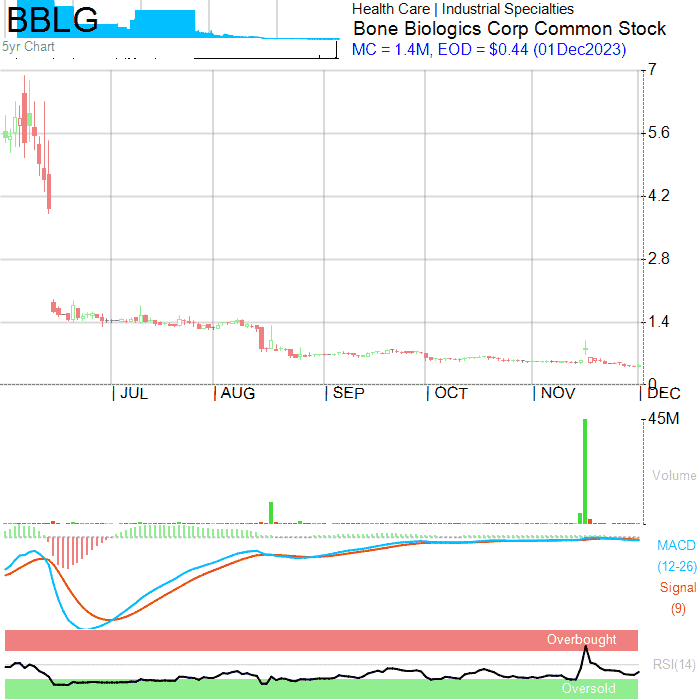 BBLG
5yr Chart
Health Care | Industrial Specialties
Bone Biologics Corp Common Stock
MC = 1.4M, EOD = $0.44 (01Dec2023)
7
5.6
4.2
2.8
1.4
0
JUL
AUG
SEP
OCT
NOV
DEC
45M
Volume
MACD
(12-26)
Signal
(9)
Overbought
RSI(14)
Oversold